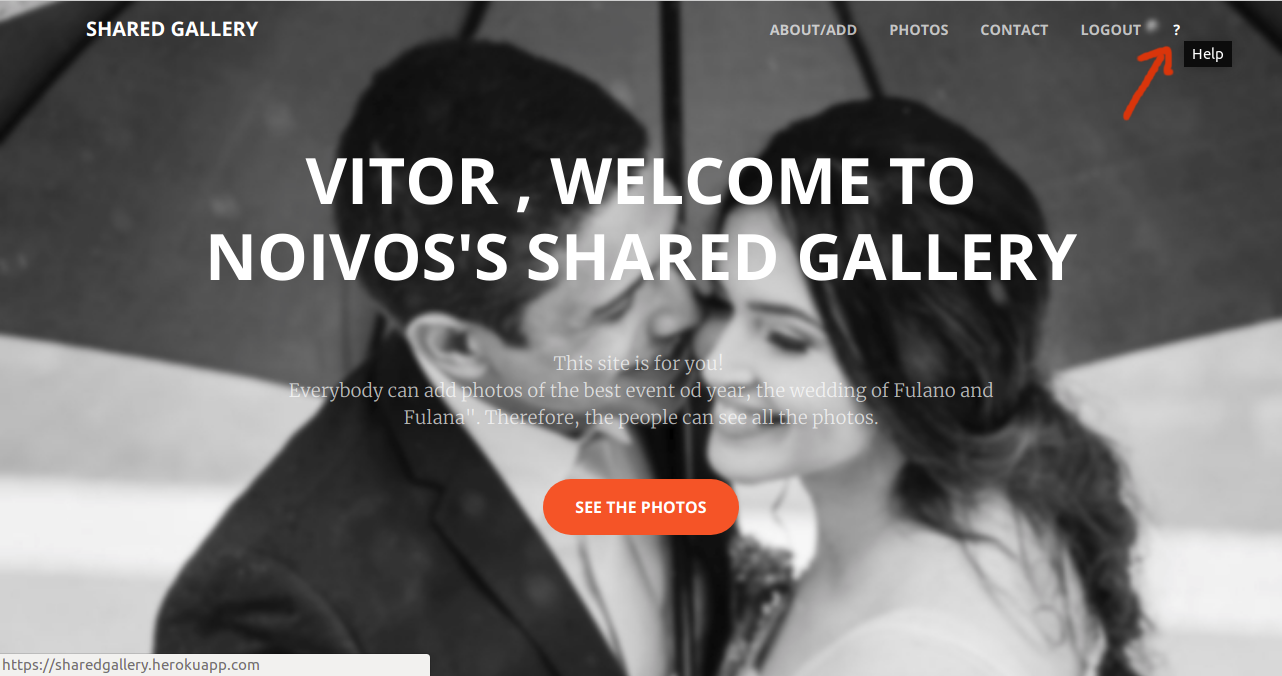 SHARED GALLERY
ABOUT/ADD PHOTOS CONTACT LOGOUT ?
Help
VITOR , WELCOME TO
NOIVOS'S SHARED GALLERY
This site is for you!
Everybody can add photos of the best event od year, the wedding of Fulano and
Fulana". Therefore, the people can see all the photos.
SEE THE PHOTOS
https://sharedgallery.herokuapp.com